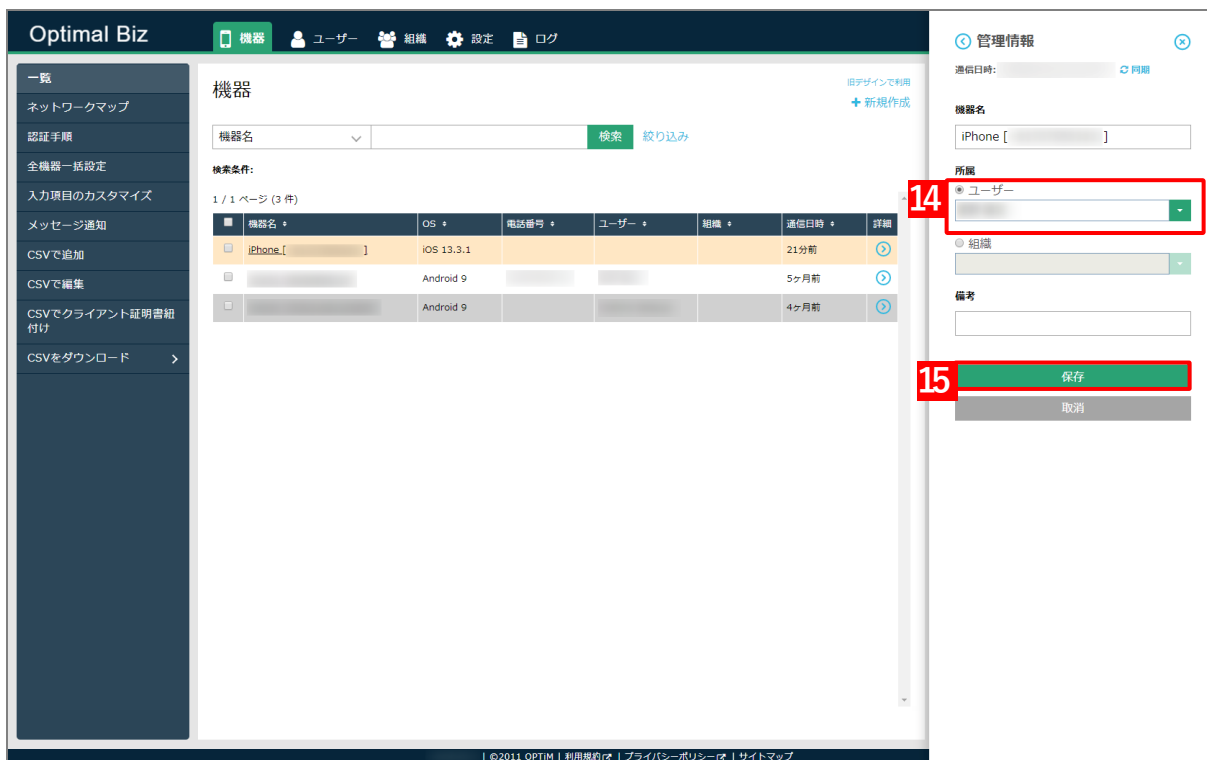 Optimal Biz
機器
ユーザー
組織
設定
ログ
一覧
ネットワークマップ
認証手順
全機器一括設定
入力項目のカスタマイズ
メッセージ通知
CSVで追加
CSVで編集
CSVでクライアント証明書紐
付け
CSVをダウンロード
機器
旧デザインで利用
+ 新規作成
機器名
検索
絞り込み
検索条件:
1 / 1 ページ (3 件)
機器名 OS 電話番号 ユーザー 組織 通信日時 詳細
iPhone [ ] iOS 13.3.1 21分前
Android 9 5ヶ月前
Android 9 4ヶ月前
管理情報
通信日時: 同期
機器名
iPhone [ ]
所属
14
ユーザー
組織
備考
15
保存
取消
| ©2011 OPTiM | 利用規約 | プライバシーポリシー | サイトマップ